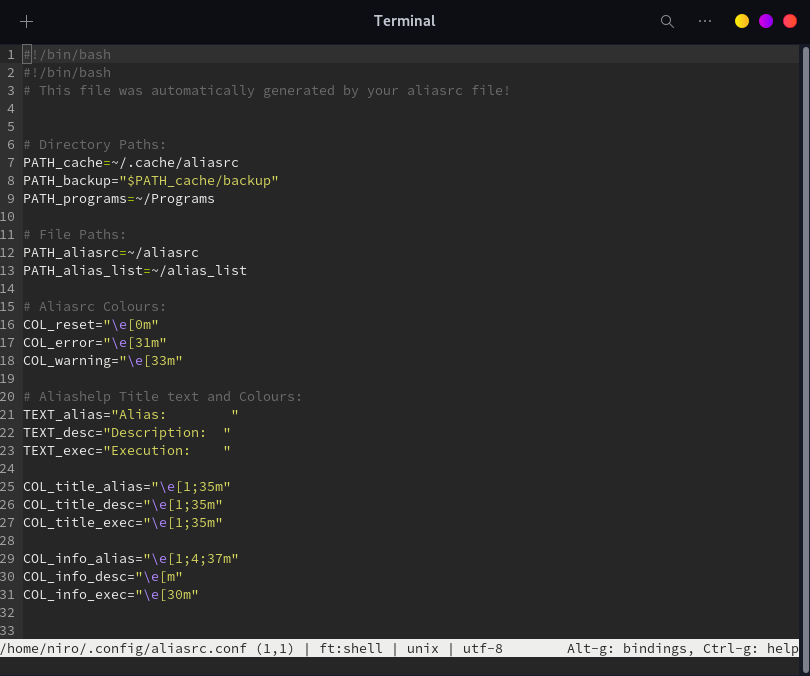 Terminal
1 #!/bin/bash
2 #!/bin/bash
3 # This file was automatically generated by your aliasrc file!
4
5
6 # Directory Paths:
7 PATH_cache=~/.cache/aliasrc
8 PATH_backup="$PATH_cache/backup"
9 PATH_programs=~/Programs
10
11 # File Paths:
12 PATH_aliasrc=~/aliasrc
13 PATH_alias_list=~/alias_list
14
15 # Aliasrc Colours:
16 COL_reset="\e[0m"
17 COL_error="\e[31m"
18 COL_warning="\e[33m"
19
20 # Aliashelp Title text and Colours:
21 TEXT_alias="Alias:        "
22 TEXT_desc="Description:  "
23 TEXT_exec="Execution:    "
24
25 COL_title_alias="\e[1;35m"
26 COL_title_desc="\e[1;35m"
27 COL_title_exec="\e[1;35m"
28
29 COL_info_alias="\e[1;4;37m"
30 COL_info_desc="\e[m"
31 COL_info_exec="\e[30m"
32
33
/home/niro/.config/aliasrc.conf (1,1) | ft:shell | unix | utf-8        Alt-g: bindings, Ctrl-g: help